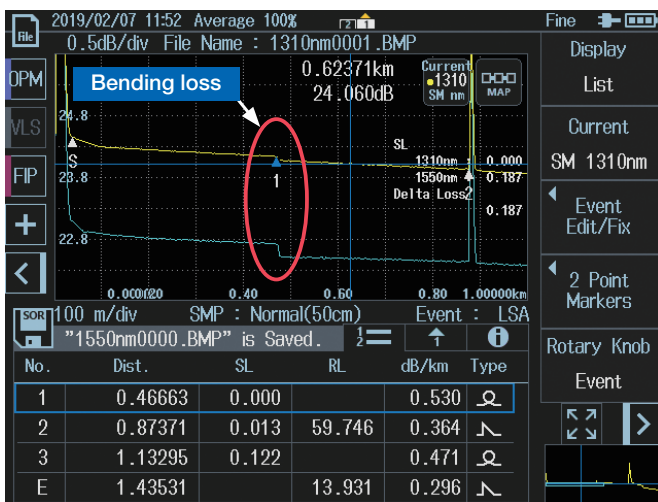 2019/02/07 11:52 Average 100% 2 1 Fine
File 0.5dB/div File Name : 1310nm0001.BMP
Display
List
OPM
Bending loss
0.62371km
24.060dB
Current
1310
SM nm
MAP
VLS
24.8
Current
SM 1310nm
S
SL
1310nm : 0.000
1550nm : 0.187
FIP
23.8
1
Delta Loss
2
0.187
Event
Edit/Fix
22.8
2 Point
Markers
0.40 0.60 0.80 1.00000km
SOR 100 m/div SMP : Normal(50cm) Event : LSA
"1550nm0000.BMP" is Saved.
1
2
1
Rotary Knob
Event
No. Dist. SL RL dB/km Type
1 0.46663 0.000 0.530
2 0.87371 0.013 59.746 0.364
3 1.13295 0.122 0.471
E 1.43531 13.931 0.296